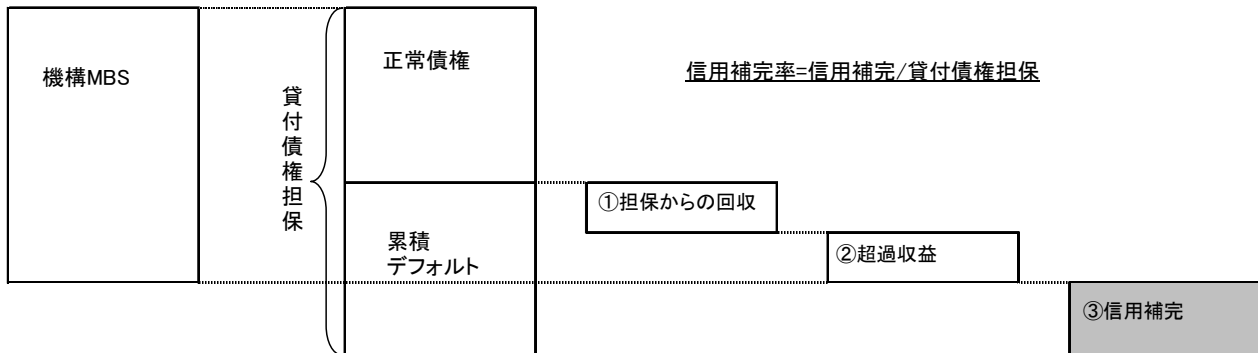 機構MBS
貸付債権担保
正常債権
信用補完率=信用補完/貸付債権担保
①担保からの回収
累積
デフォルト
②超過収益
③信用補完